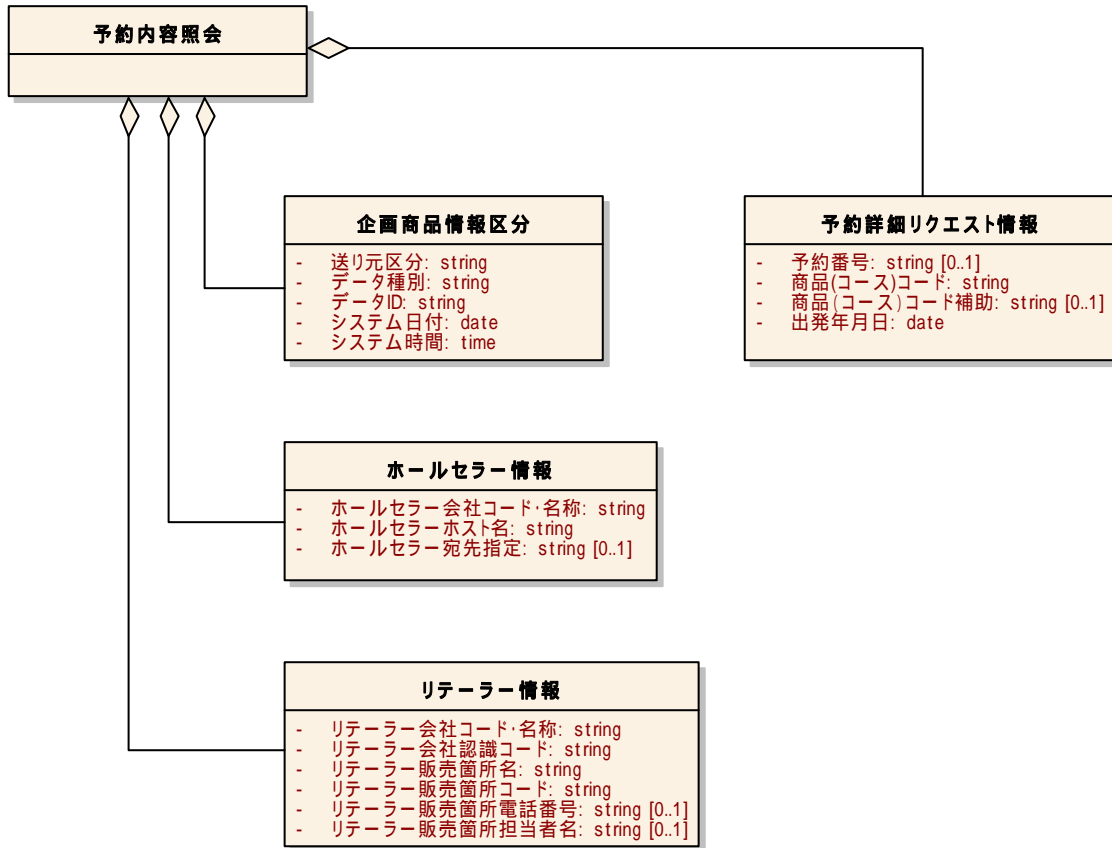 予約内容照会
企画商品情報区分
- 送り元区分: string
- データ種別: string
- データID: string
- システム日付: date
- システム時間: time
予約詳細リクエスト情報
- 予約番号: string [0..1]
- 商品(コース)コード: string
- 商品(コース)コード補助: string [0..1]
- 出発年月日: date
ホールセラー情報
- ホールセラー会社コード・名称: string
- ホールセラーホスト名: string
- ホールセラー宛先指定: string [0..1]
リテーラー情報
- リテーラー会社コード・名称: string
- リテーラー会社認識コード: string
- リテーラー販売箇所名: string
- リテーラー販売箇所コード: string
- リテーラー販売箇所電話番号: string [0..1]
- リテーラー販売箇所担当者名: string [0..1]